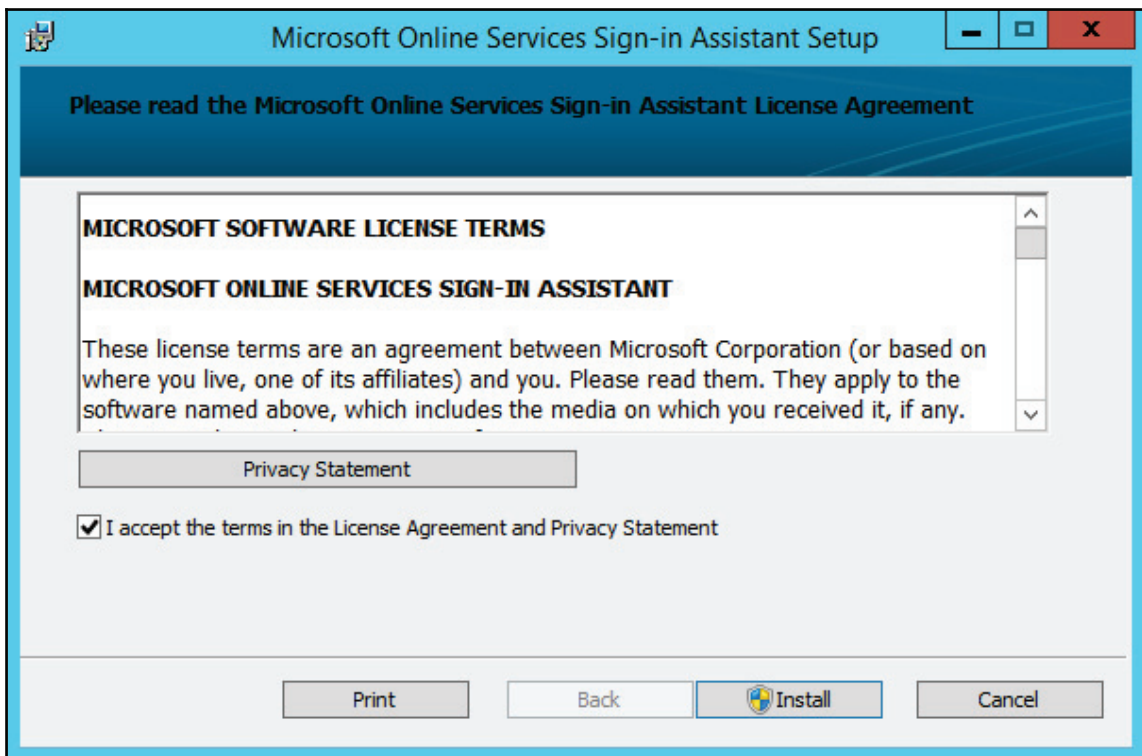 Microsoft Online Services Sign-in Assistant Setup
Please read the Microsoft Online Services Sign-in Assistant License Agreement
MICROSOFT SOFTWARE LICENSE TERMS
MICROSOFT ONLINE SERVICES SIGN-IN ASSISTANT
These license terms are an agreement between Microsoft Corporation (or based on
where you live, one of its affiliates) and you. Please read them. They apply to the
software named above, which includes the media on which you received it, if any.
Privacy Statement
I accept the terms in the License Agreement and Privacy Statement
Print Back Install Cancel